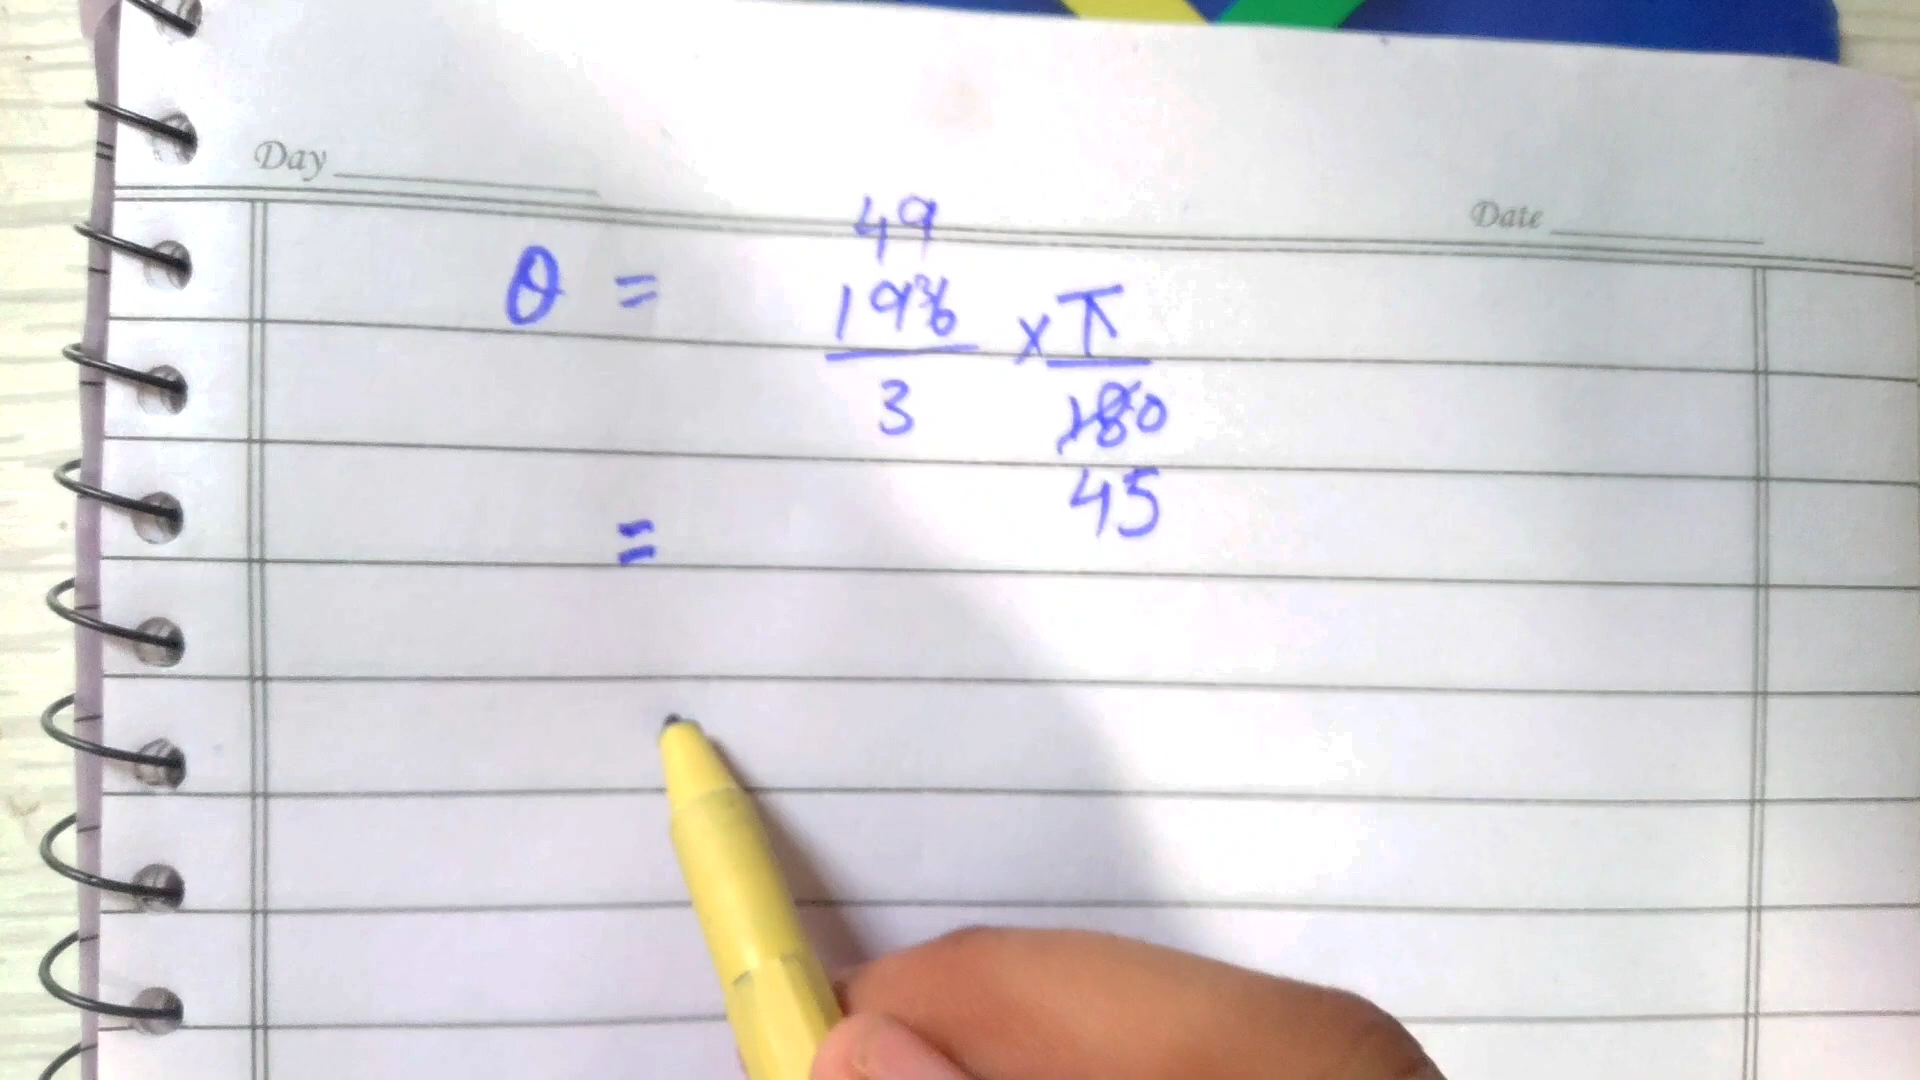 Day
Date
49
θ = 196/3 × π/180
45
=